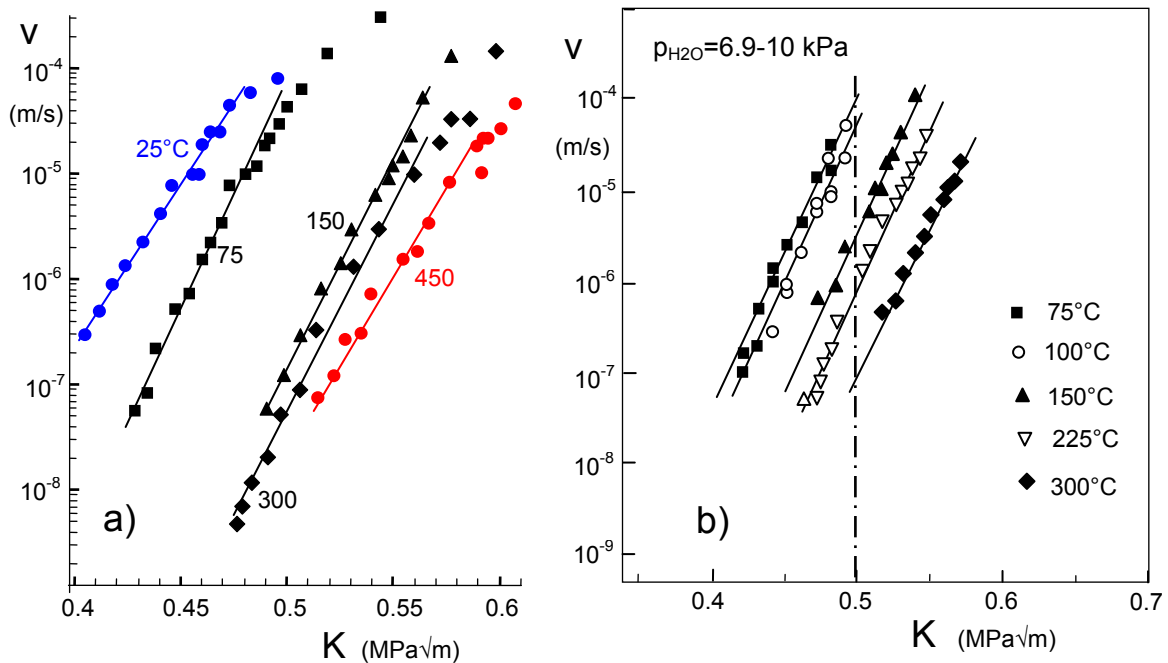 v
(m/s)
10⁻⁴
10⁻⁵
10⁻⁶
10⁻⁷
10⁻⁸
25°C
75
150
300
450
a)
0.4
0.45
0.5
0.55
0.6
K (MPa√m)
v
(m/s)
p_H2O=6.9-10 kPa
10⁻⁴
10⁻⁵
10⁻⁶
10⁻⁷
10⁻⁸
10⁻⁹
75°C
100°C
150°C
225°C
300°C
b)
0.4
0.5
0.6
0.7
K (MPa√m)